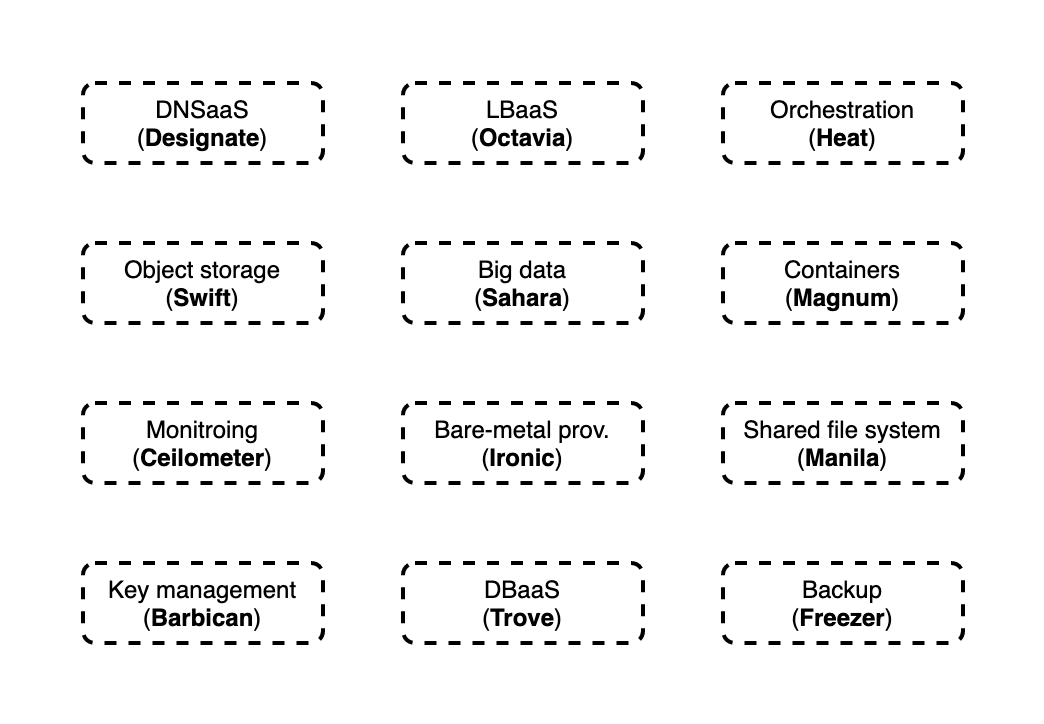 DNSaaS
(Designate)
LBaaS
(Octavia)
Orchestration
(Heat)
Object storage
(Swift)
Big data
(Sahara)
Containers
(Magnum)
Monitroing
(Ceilometer)
Bare-metal prov.
(Ironic)
Shared file system
(Manila)
Key management
(Barbican)
DBaaS
(Trove)
Backup
(Freezer)